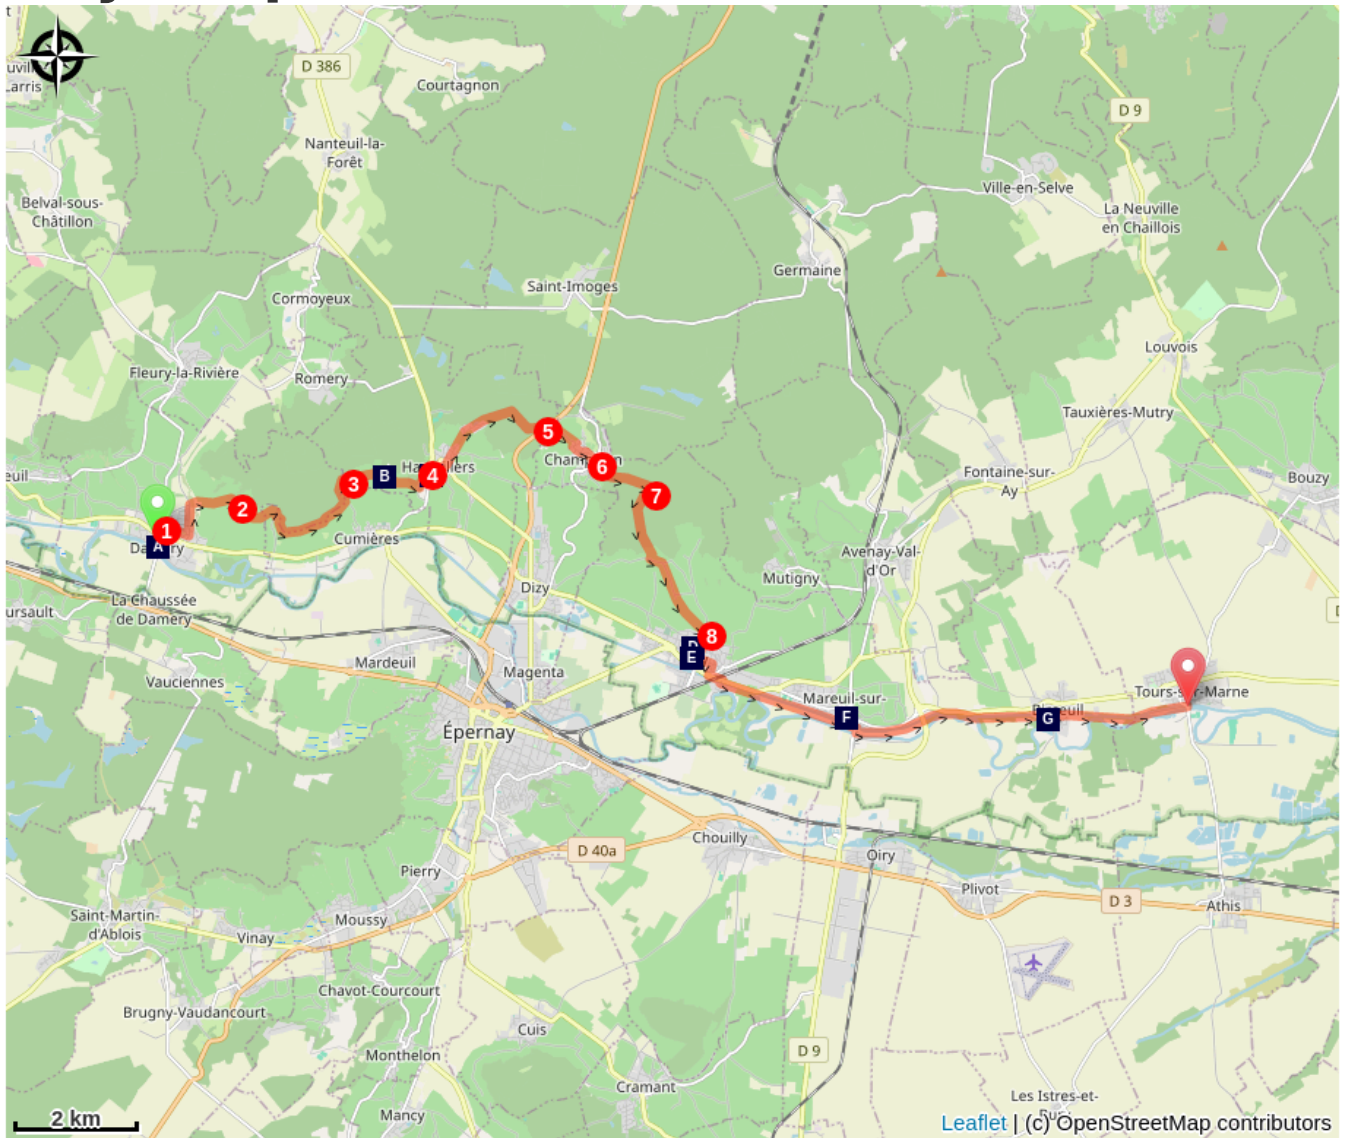 D 386
Courtagnon
D 9
Nanteuil-la-
Forêt
Ville-en-Selve
Belval-sous-
Châtillon
La Neuville
en Chaillois
Germaine
Saint-Imoges
Cormoyeux
Louvois
Fleury-la-Rivière
Romery
Tauxières-Mutry
5
6
B
4
3
Fontaine-sur-
Ay
Bouzy
7
2
1
A
Cumières
Avenay-Val-
d'Or
Mutigny
Dizy
La Chaussée
de Damery
8
E
Mardeuil
Magenta
Vauciennes
Tours-sur-Marne
Mareuil-sur-
F
G
Épernay
Chouilly
D 40a
Oiry
Pierry
Plivot
D 3
Athis
Saint-Martin-
d'Ablois
Moussy
Vinay
Chavot-Courcourt
Brugny-Vaudancourt
Cuis
D 9
Monthelon
Cramant
Les Istres-et-
Mancy
2 km
Leaflet | (c) OpenStreetMap contributors